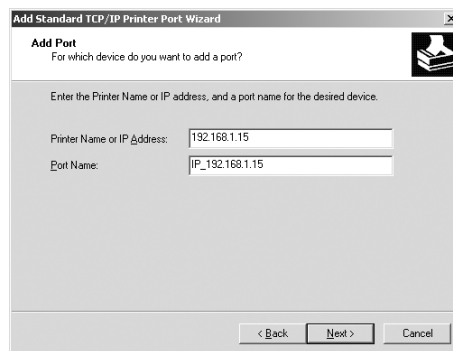 Add Standard TCP/IP Printer Port Wizard
Add Port
For which device do you want to add a port?
Enter the Printer Name or IP address, and a port name for the desired device.
Printer Name or IP Address: 192.168.1.15
Port Name: IP_192.168.1.15
< Back Next > Cancel